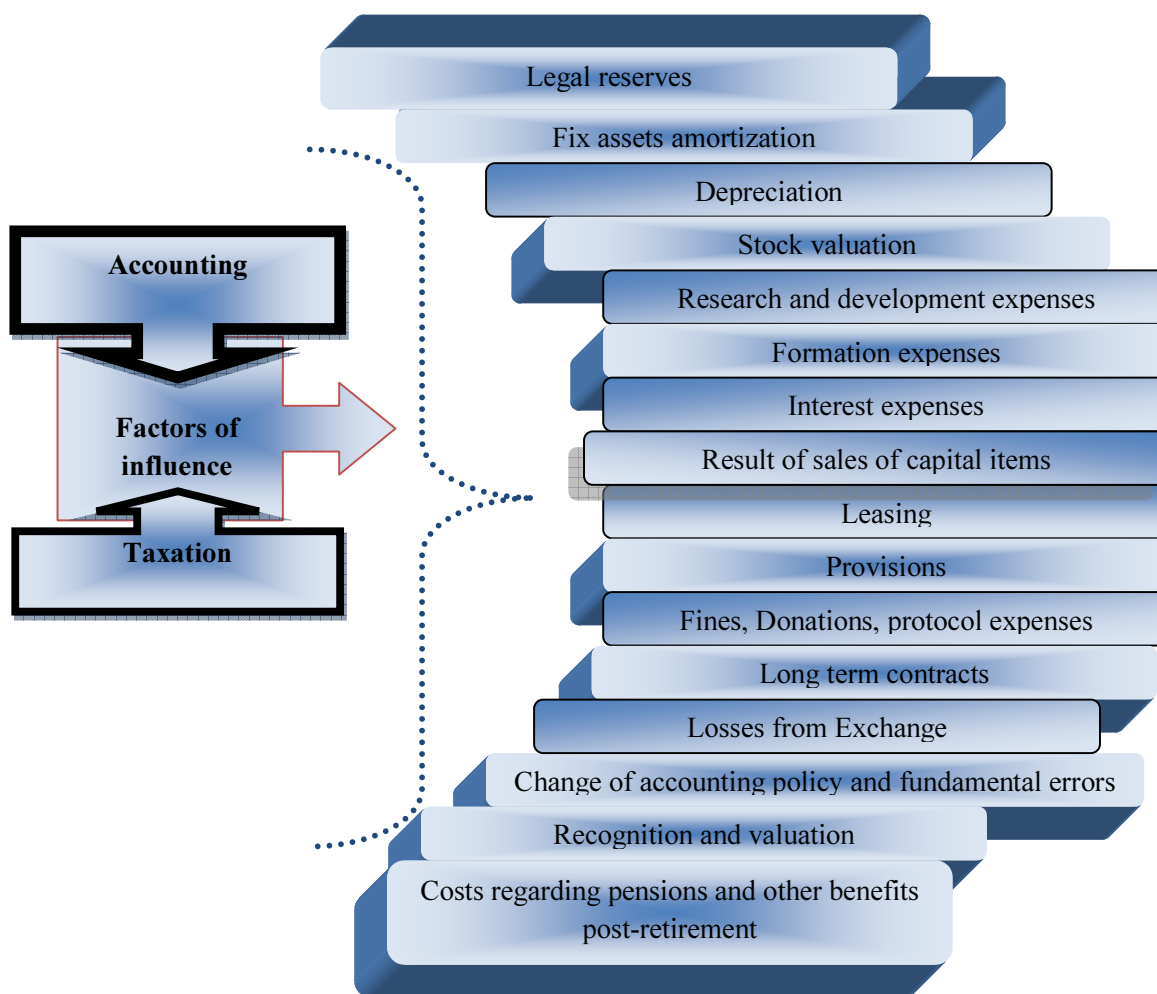 Accounting
Factors of
influence
Taxation
Legal reserves
Fix assets amortization
Depreciation
Stock valuation
Research and development expenses
Formation expenses
Interest expenses
Result of sales of capital items
Leasing
Provisions
Fines, Donations, protocol expenses
Long term contracts
Losses from Exchange
Change of accounting policy and fundamental errors
Recognition and valuation
Costs regarding pensions and other benefits
post-retirement